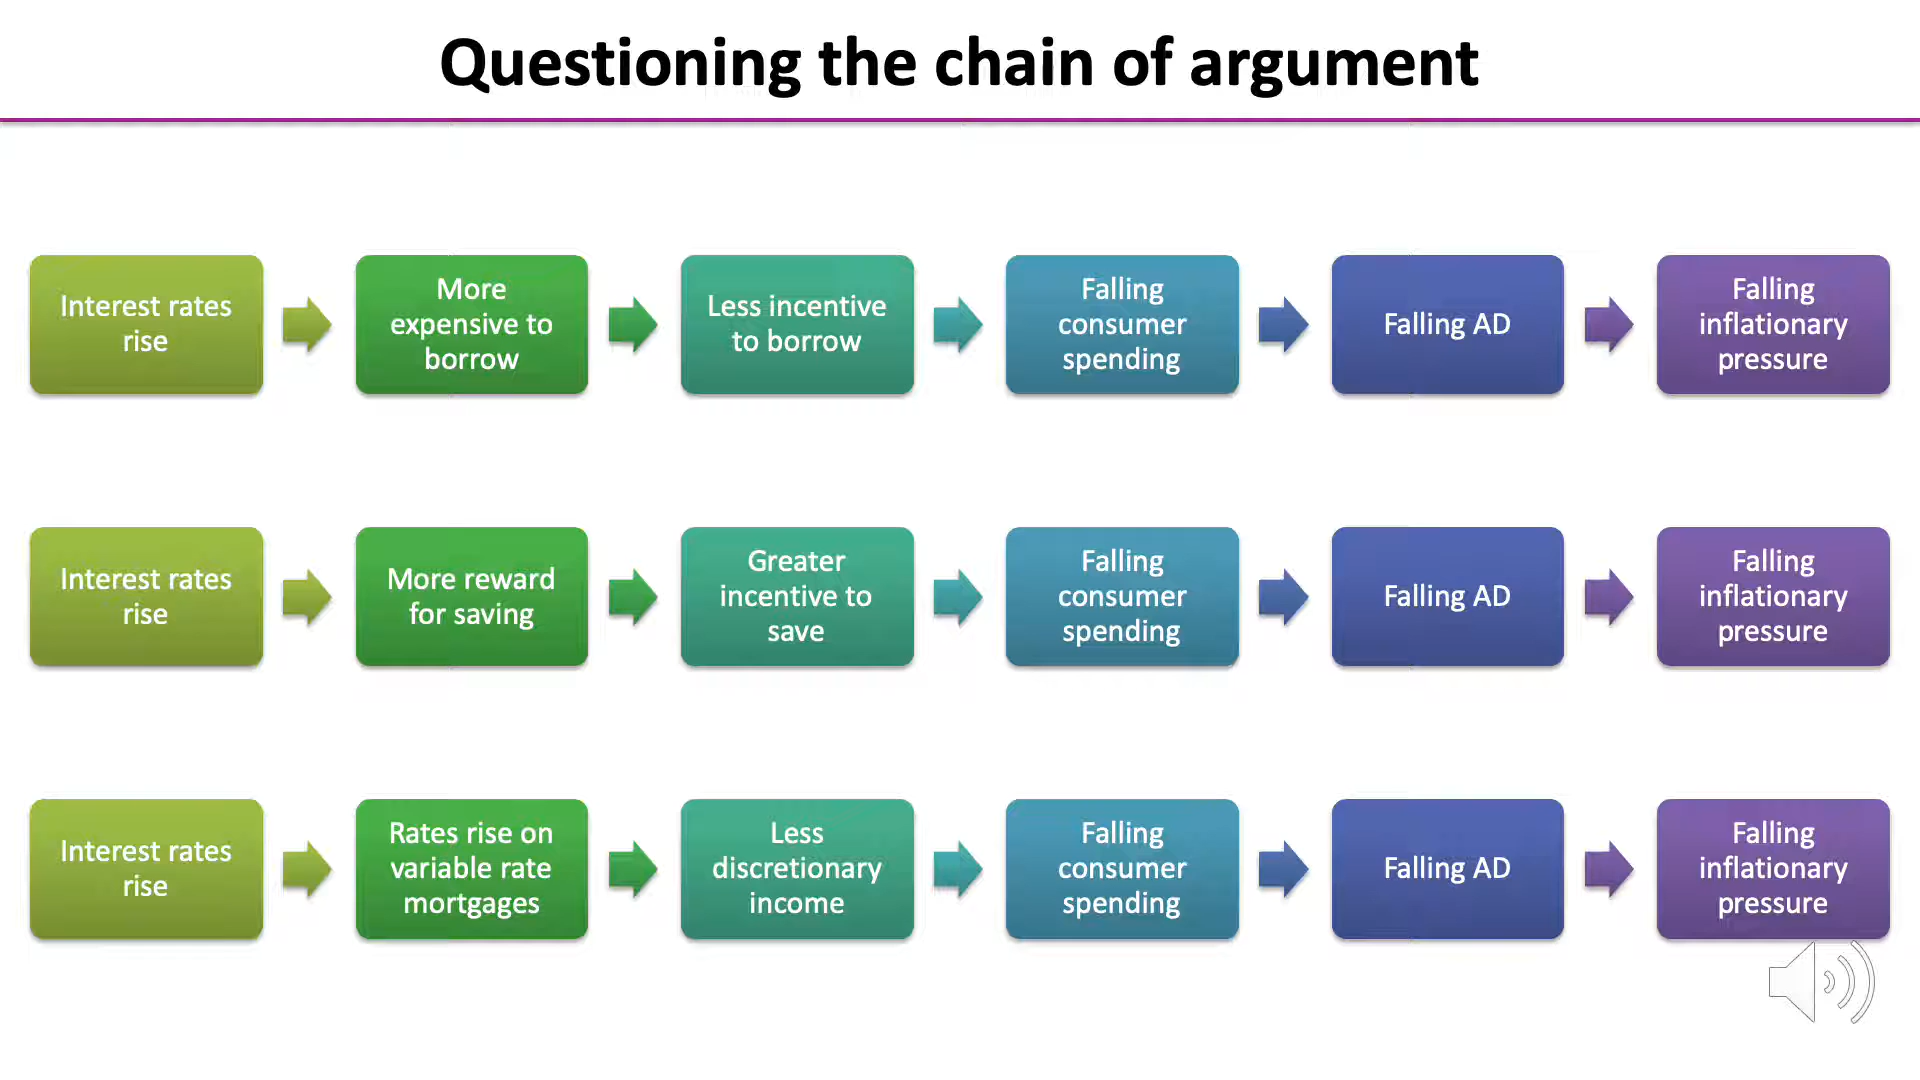 Questioning the chain of argument
Interest rates
rise
More
expensive to
borrow
Less incentive
to borrow
Falling
consumer
spending
Falling AD
Falling
inflationary
pressure
Interest rates
rise
More reward
for saving
Greater
incentive to
save
Falling
consumer
spending
Falling AD
Falling
inflationary
pressure
Interest rates
rise
Rates rise on
variable rate
mortgages
Less
discretionary
income
Falling
consumer
spending
Falling AD
Falling
inflationary
pressure